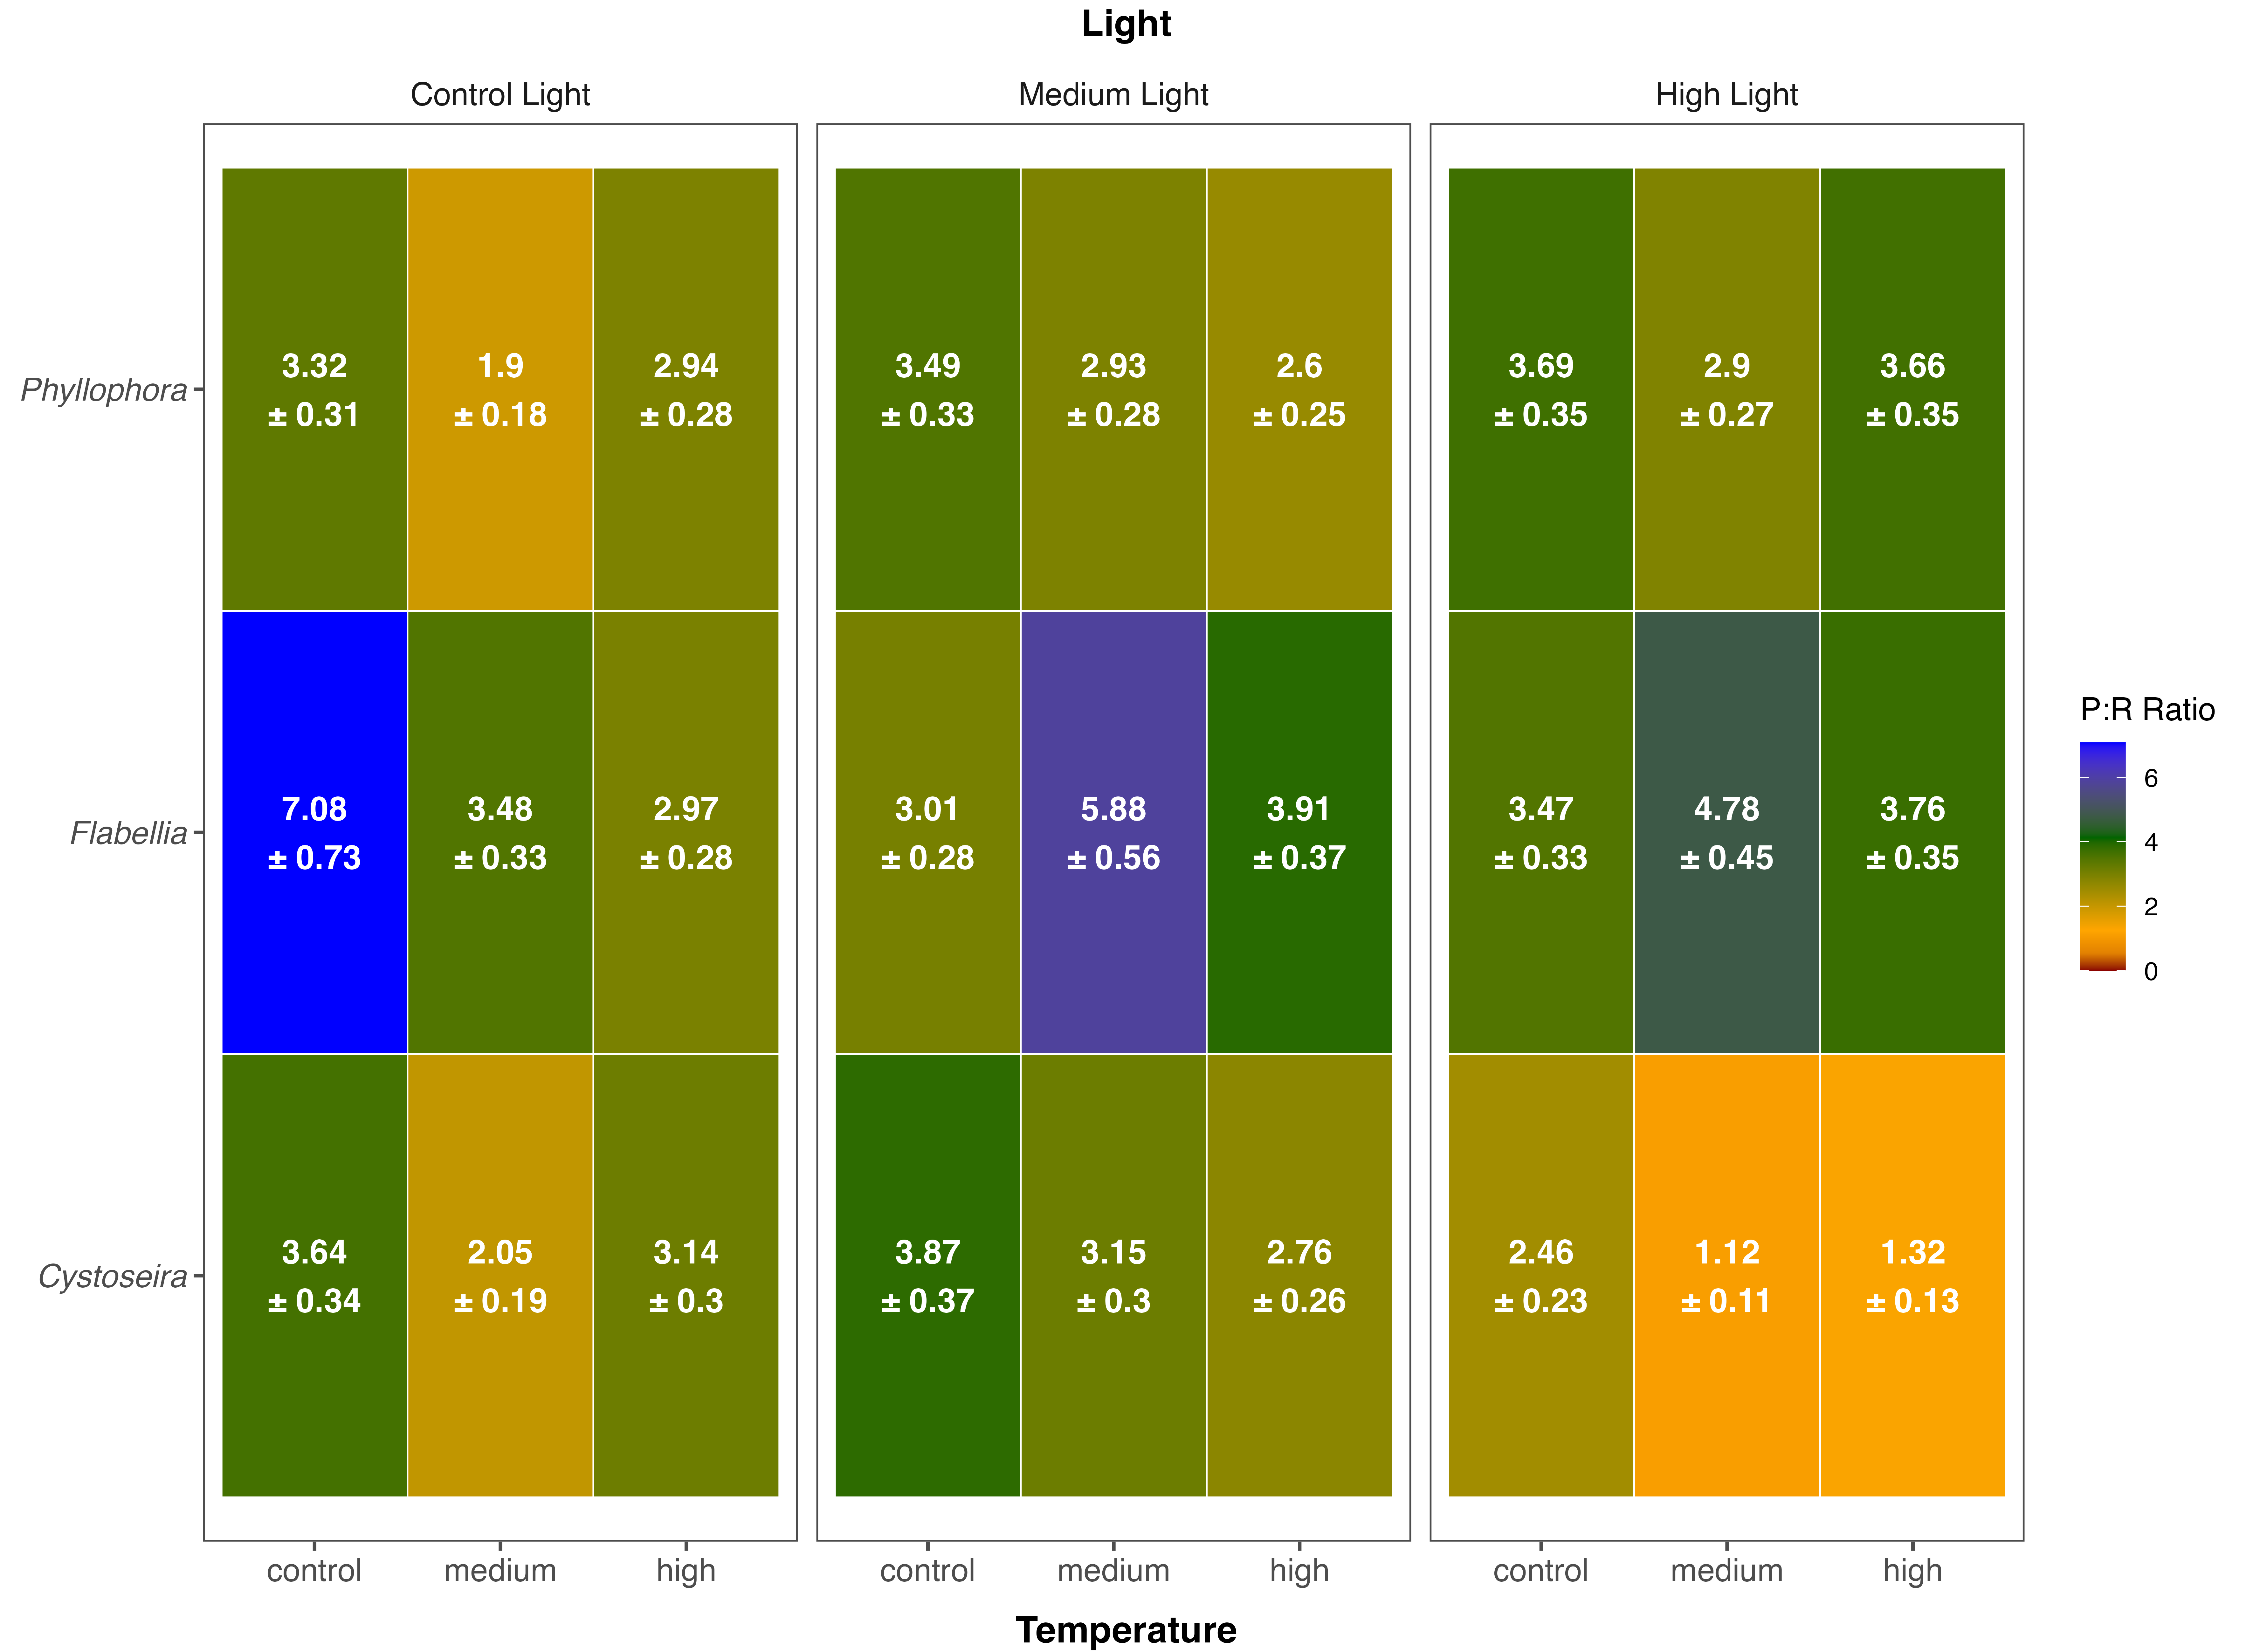 Light
Control Light Medium Light High Light
Phyllophora
3.32 1.9 2.94 3.49 2.93 2.6 3.69 2.9 3.66
± 0.31 ± 0.18 ± 0.28 ± 0.33 ± 0.28 ± 0.25 ± 0.35 ± 0.27 ± 0.35
Flabellia
7.08 3.48 2.97 3.01 5.88 3.91 3.47 4.78 3.76
± 0.73 ± 0.33 ± 0.28 ± 0.28 ± 0.56 ± 0.37 ± 0.33 ± 0.45 ± 0.35
Cystoseira
3.64 2.05 3.14 3.87 3.15 2.76 2.46 1.12 1.32
± 0.34 ± 0.19 ± 0.3 ± 0.37 ± 0.3 ± 0.26 ± 0.23 ± 0.11 ± 0.13
control medium high control medium high control medium high
Temperature
P:R Ratio
6
4
2
0